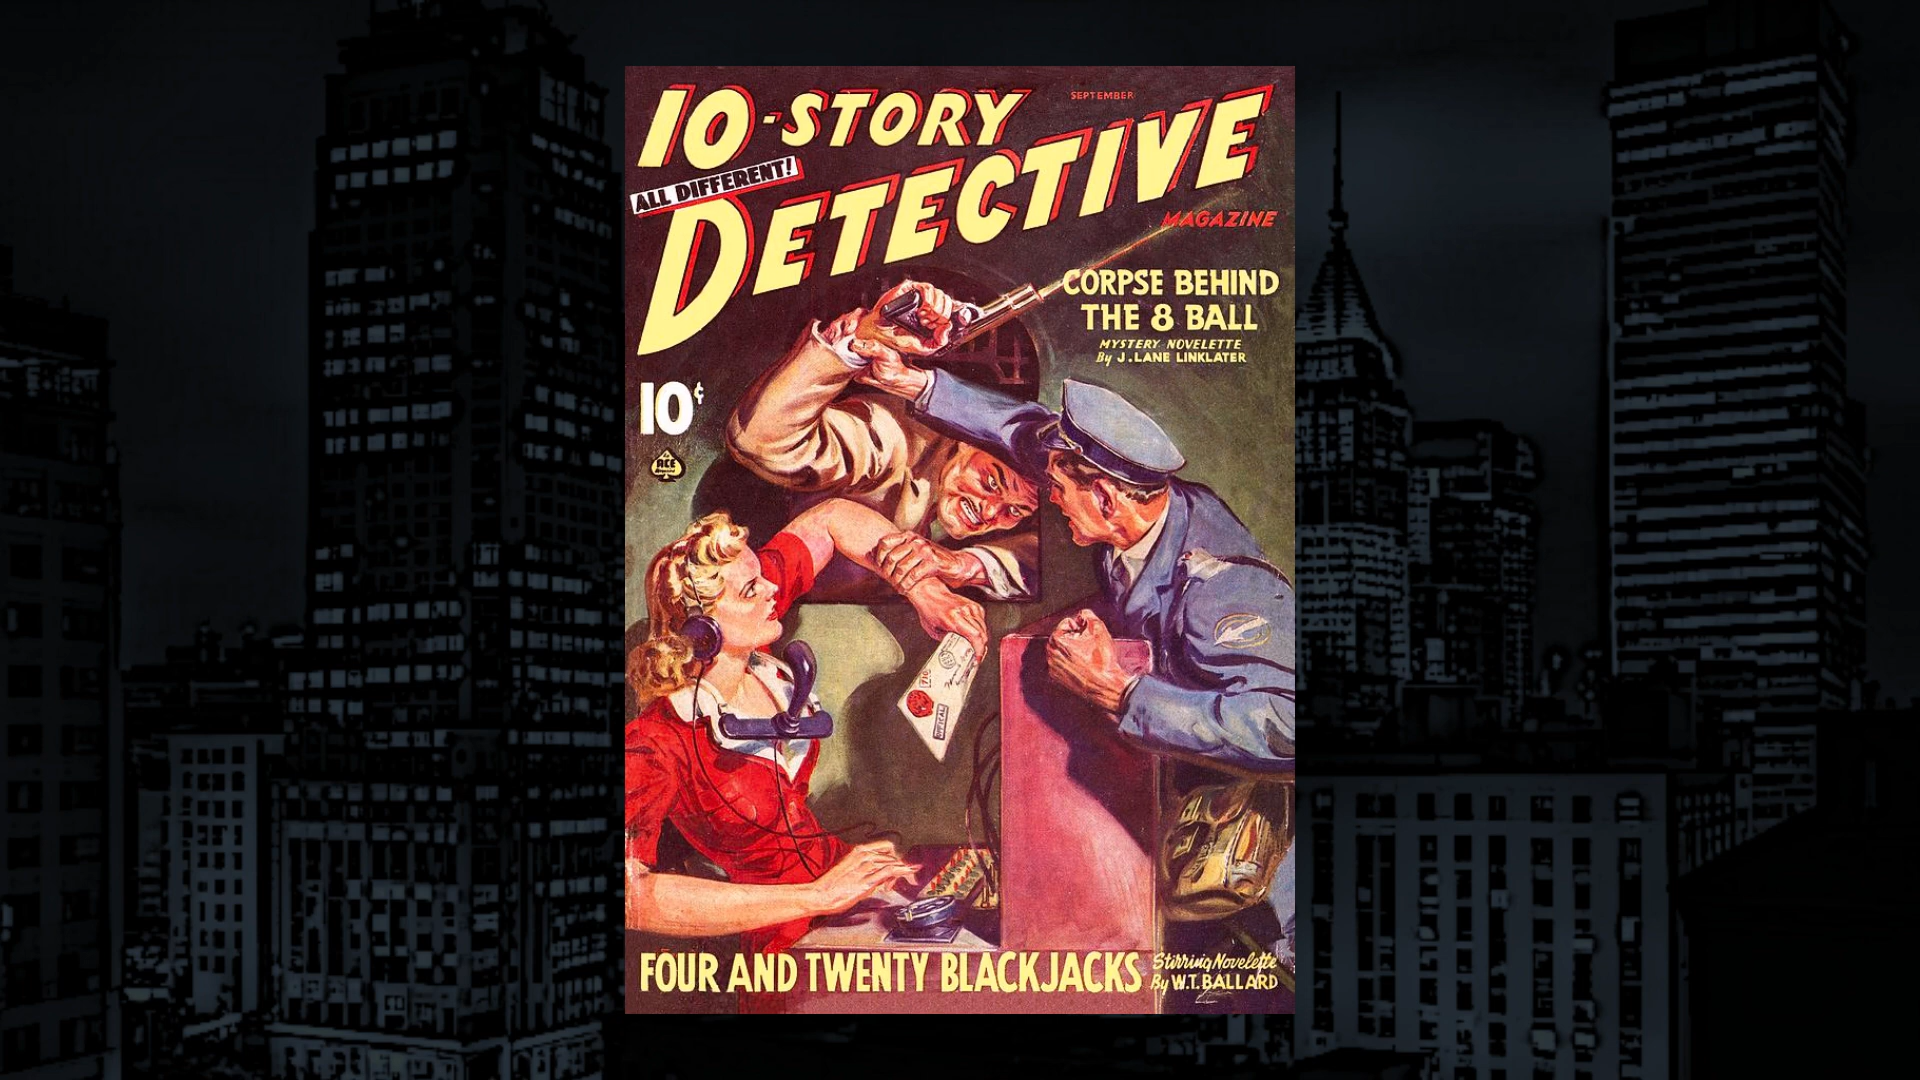 10-STORY
SEPTEMBER
ALL DIFFERENT!
DETECTIVE
MAGAZINE
CORPSE BEHIND
THE 8 BALL
MYSTERY NOVELETTE
By J. LANE LINKLATER
10¢
ACE
FOUR AND TWENTY BLACKJACKS
Stirring Novelette
By W.T. BALLARD